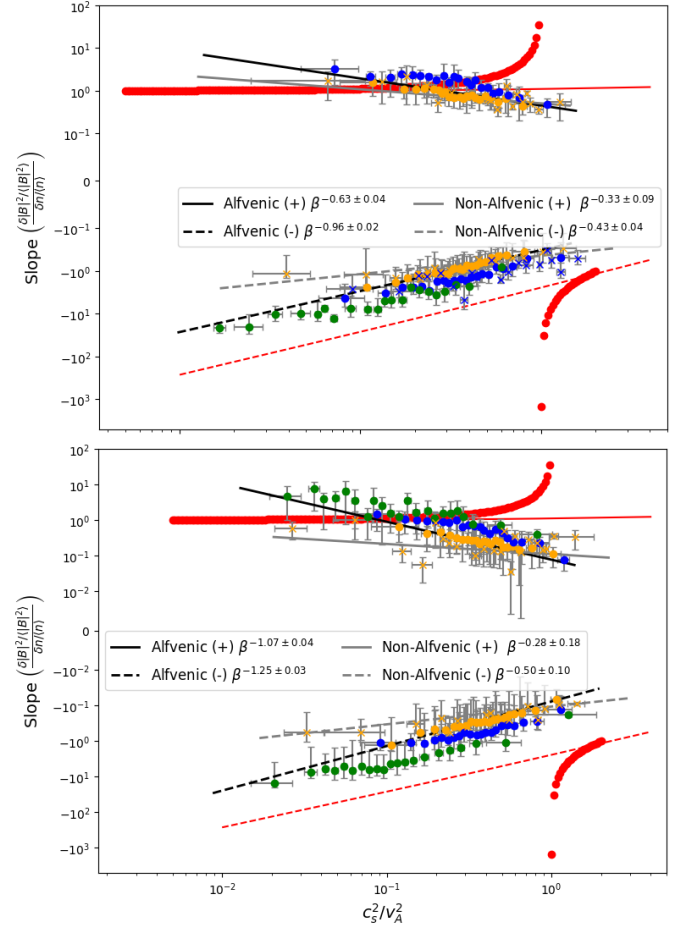 10²
10¹
10⁰
10⁻¹
0
−10⁻¹
−10⁰
−10¹
−10²
−10³
Slope (δ|B|²/⟨|B|²⟩ / δn/⟨n⟩)
Alfvenic (+) β^−0.63 ± 0.04
Alfvenic (-) β^−0.96 ± 0.02
Non-Alfvenic (+) β^−0.33 ± 0.09
Non-Alfvenic (-) β^−0.43 ± 0.04
10²
10¹
10⁰
10⁻¹
10⁻²
0
−10⁻²
−10⁻¹
−10⁰
−10¹
−10²
−10³
Slope (δ|B|²/⟨|B|²⟩ / δn/⟨n⟩)
Alfvenic (+) β^−1.07 ± 0.04
Alfvenic (-) β^−1.25 ± 0.03
Non-Alfvenic (+) β^−0.28 ± 0.18
Non-Alfvenic (-) β^−0.50 ± 0.10
10⁻²
10⁻¹
10⁰
c_s²/v_A²